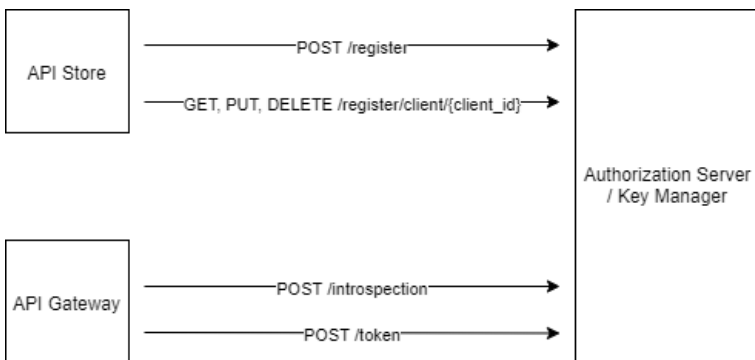 API Store
POST /register
GET, PUT, DELETE /register/client/{client_id}
Authorization Server
/ Key Manager
API Gateway
POST /introspection
POST /token